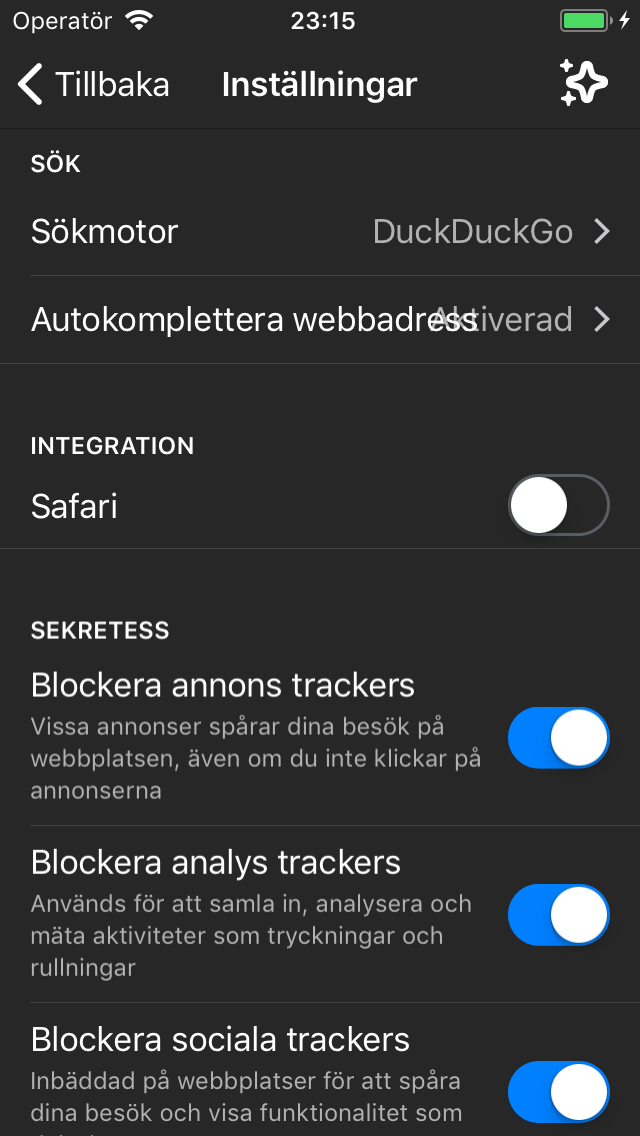 Operatör 23:15
Tillbaka Inställningar
SÖK
Sökmotor DuckDuckGo
Autokomplettera webbadress Aktiverad
INTEGRATION
Safari
SEKRETESS
Blockera annons trackers
Vissa annonser spårar dina besök på
webbplatsen, även om du inte klickar på
annonserna
Blockera analys trackers
Används för att samla in, analysera och
mäta aktiviteter som tryckningar och
rullningar
Blockera sociala trackers
Inbäddad på webbplatser för att spåra
dina besök och visa funktionalitet som